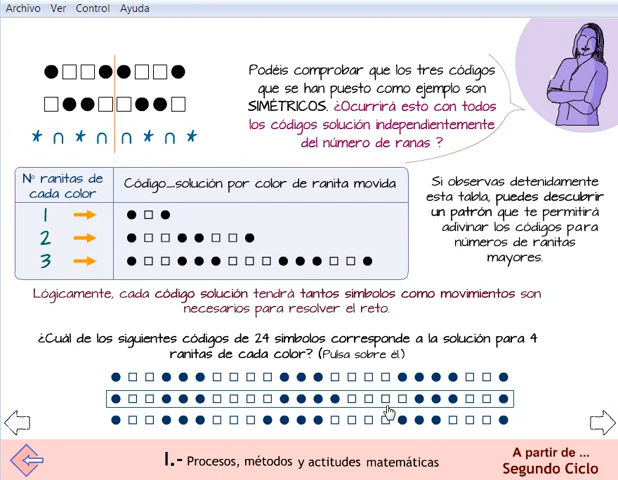 Archivo Ver Control Ayuda
Podéis comprobar que los tres códigos
que se han puesto como ejemplo son
SIMÉTRICOS. ¿Ocurrirá esto con todos
los códigos solución independientemente
del número de ranas ?
* ∩ * ∩ * ∩ *
Nº ranitas de
cada color
Código_solución por color de ranita movida
1
2
3
Si observas detenidamente
esta tabla, puedes descubrir
un patrón que te permitirá
adivinar los códigos para
números de ranitas
mayores.
Lógicamente, cada código solución tendrá tantos símbolos como movimientos son
necesarios para resolver el reto.
¿Cuál de los siguientes códigos de 24 símbolos corresponde a la solución para 4
ranitas de cada color? (Pulsa sobre él.)
I.- Procesos, métodos y actitudes matemáticas
A partir de ...
Segundo Ciclo